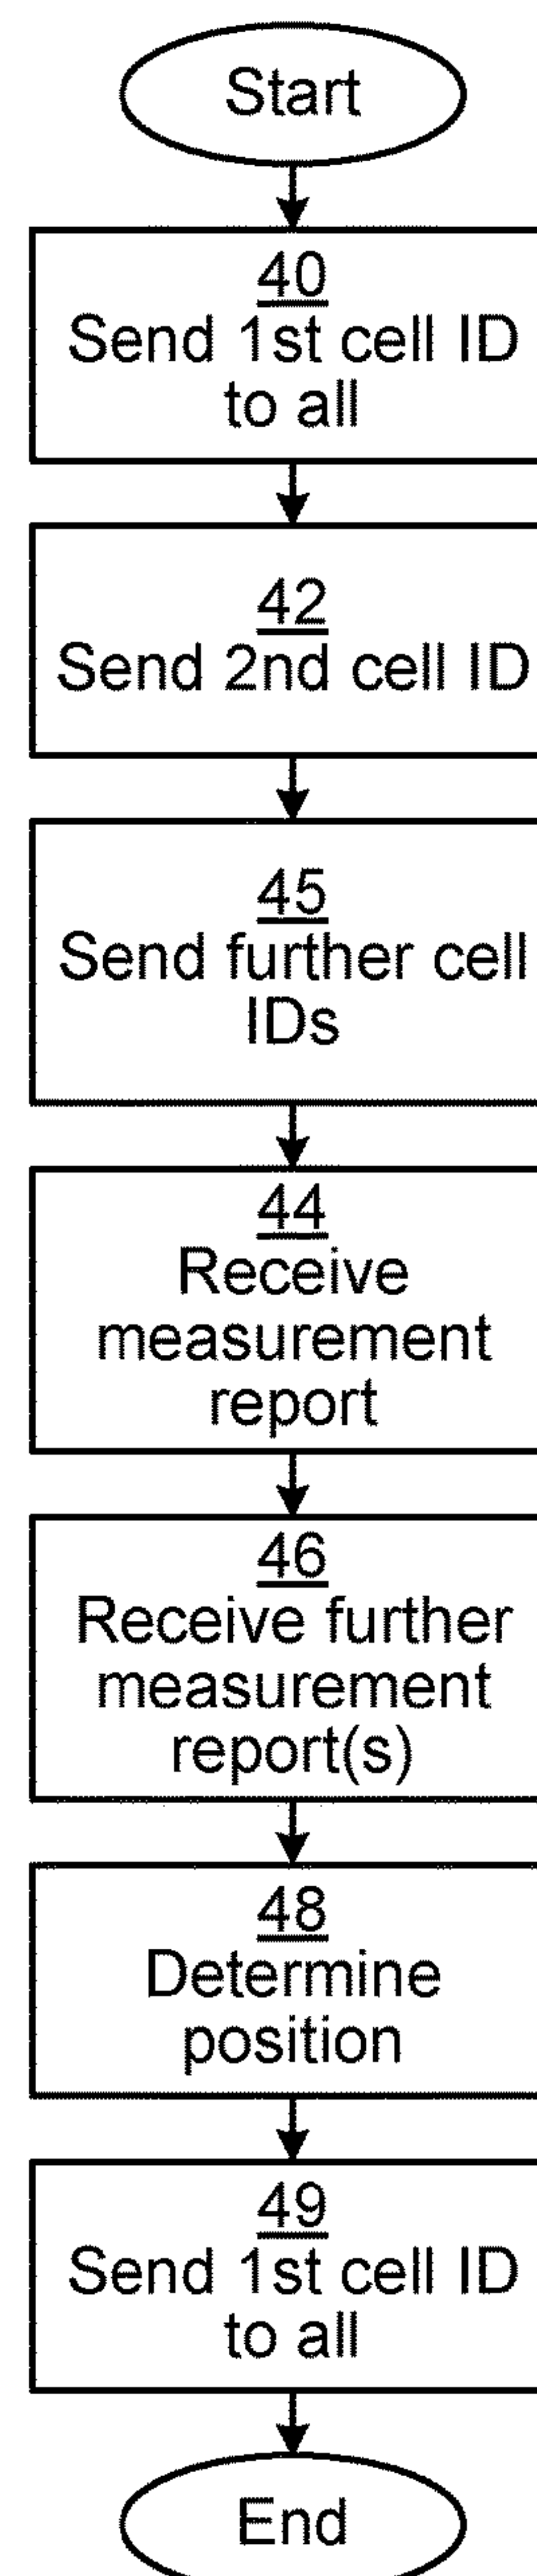 Start
40
Send 1st cell ID
to all
42
Send 2nd cell ID
45
Send further cell
IDs
44
Receive
measurement
report
46
Receive further
measurement
report(s)
48
Determine
position
49
Send 1st cell ID
to all
End